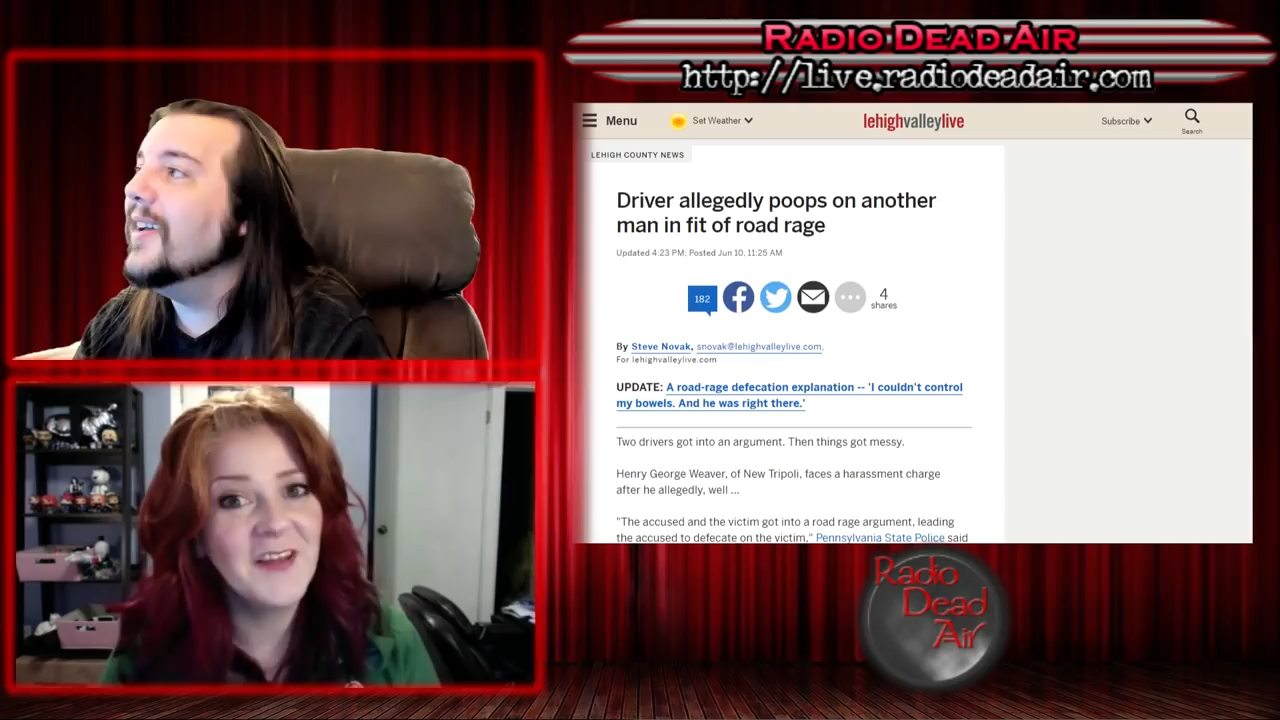 RADIO DEAD AIR
http://live.radiodeadair.com
Menu
Set Weather
lehighvalleylive
Subscribe
Search
LEHIGH COUNTY NEWS
Driver allegedly poops on another
man in fit of road rage
Updated 4:23 PM; Posted Jun 10, 11:25 AM
182
4
shares
By Steve Novak, snovak@lehighvalleylive.com,
For lehighvalleylive.com
UPDATE: A road-rage defecation explanation -- 'I couldn't control
my bowels. And he was right there.'
Two drivers got into an argument. Then things got messy.
Henry George Weaver, of New Tripoli, faces a harassment charge
after he allegedly, well ...
"The accused and the victim got into a road rage argument, leading
the accused to defecate on the victim," Pennsylvania State Police said
Radio
Dead
Air